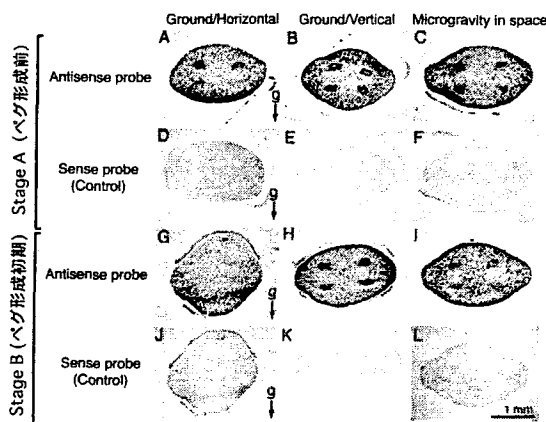 Ground/Horizontal Ground/Vertical Microgravity in space
A B C
Antisense probe
g
D E F
Sense probe
(Control)
g
Stage A (ペグ形成前)
G H I
Antisense probe
g
J K L
Sense probe
(Control)
g
1 mm
Stage B (ペグ形成初期)